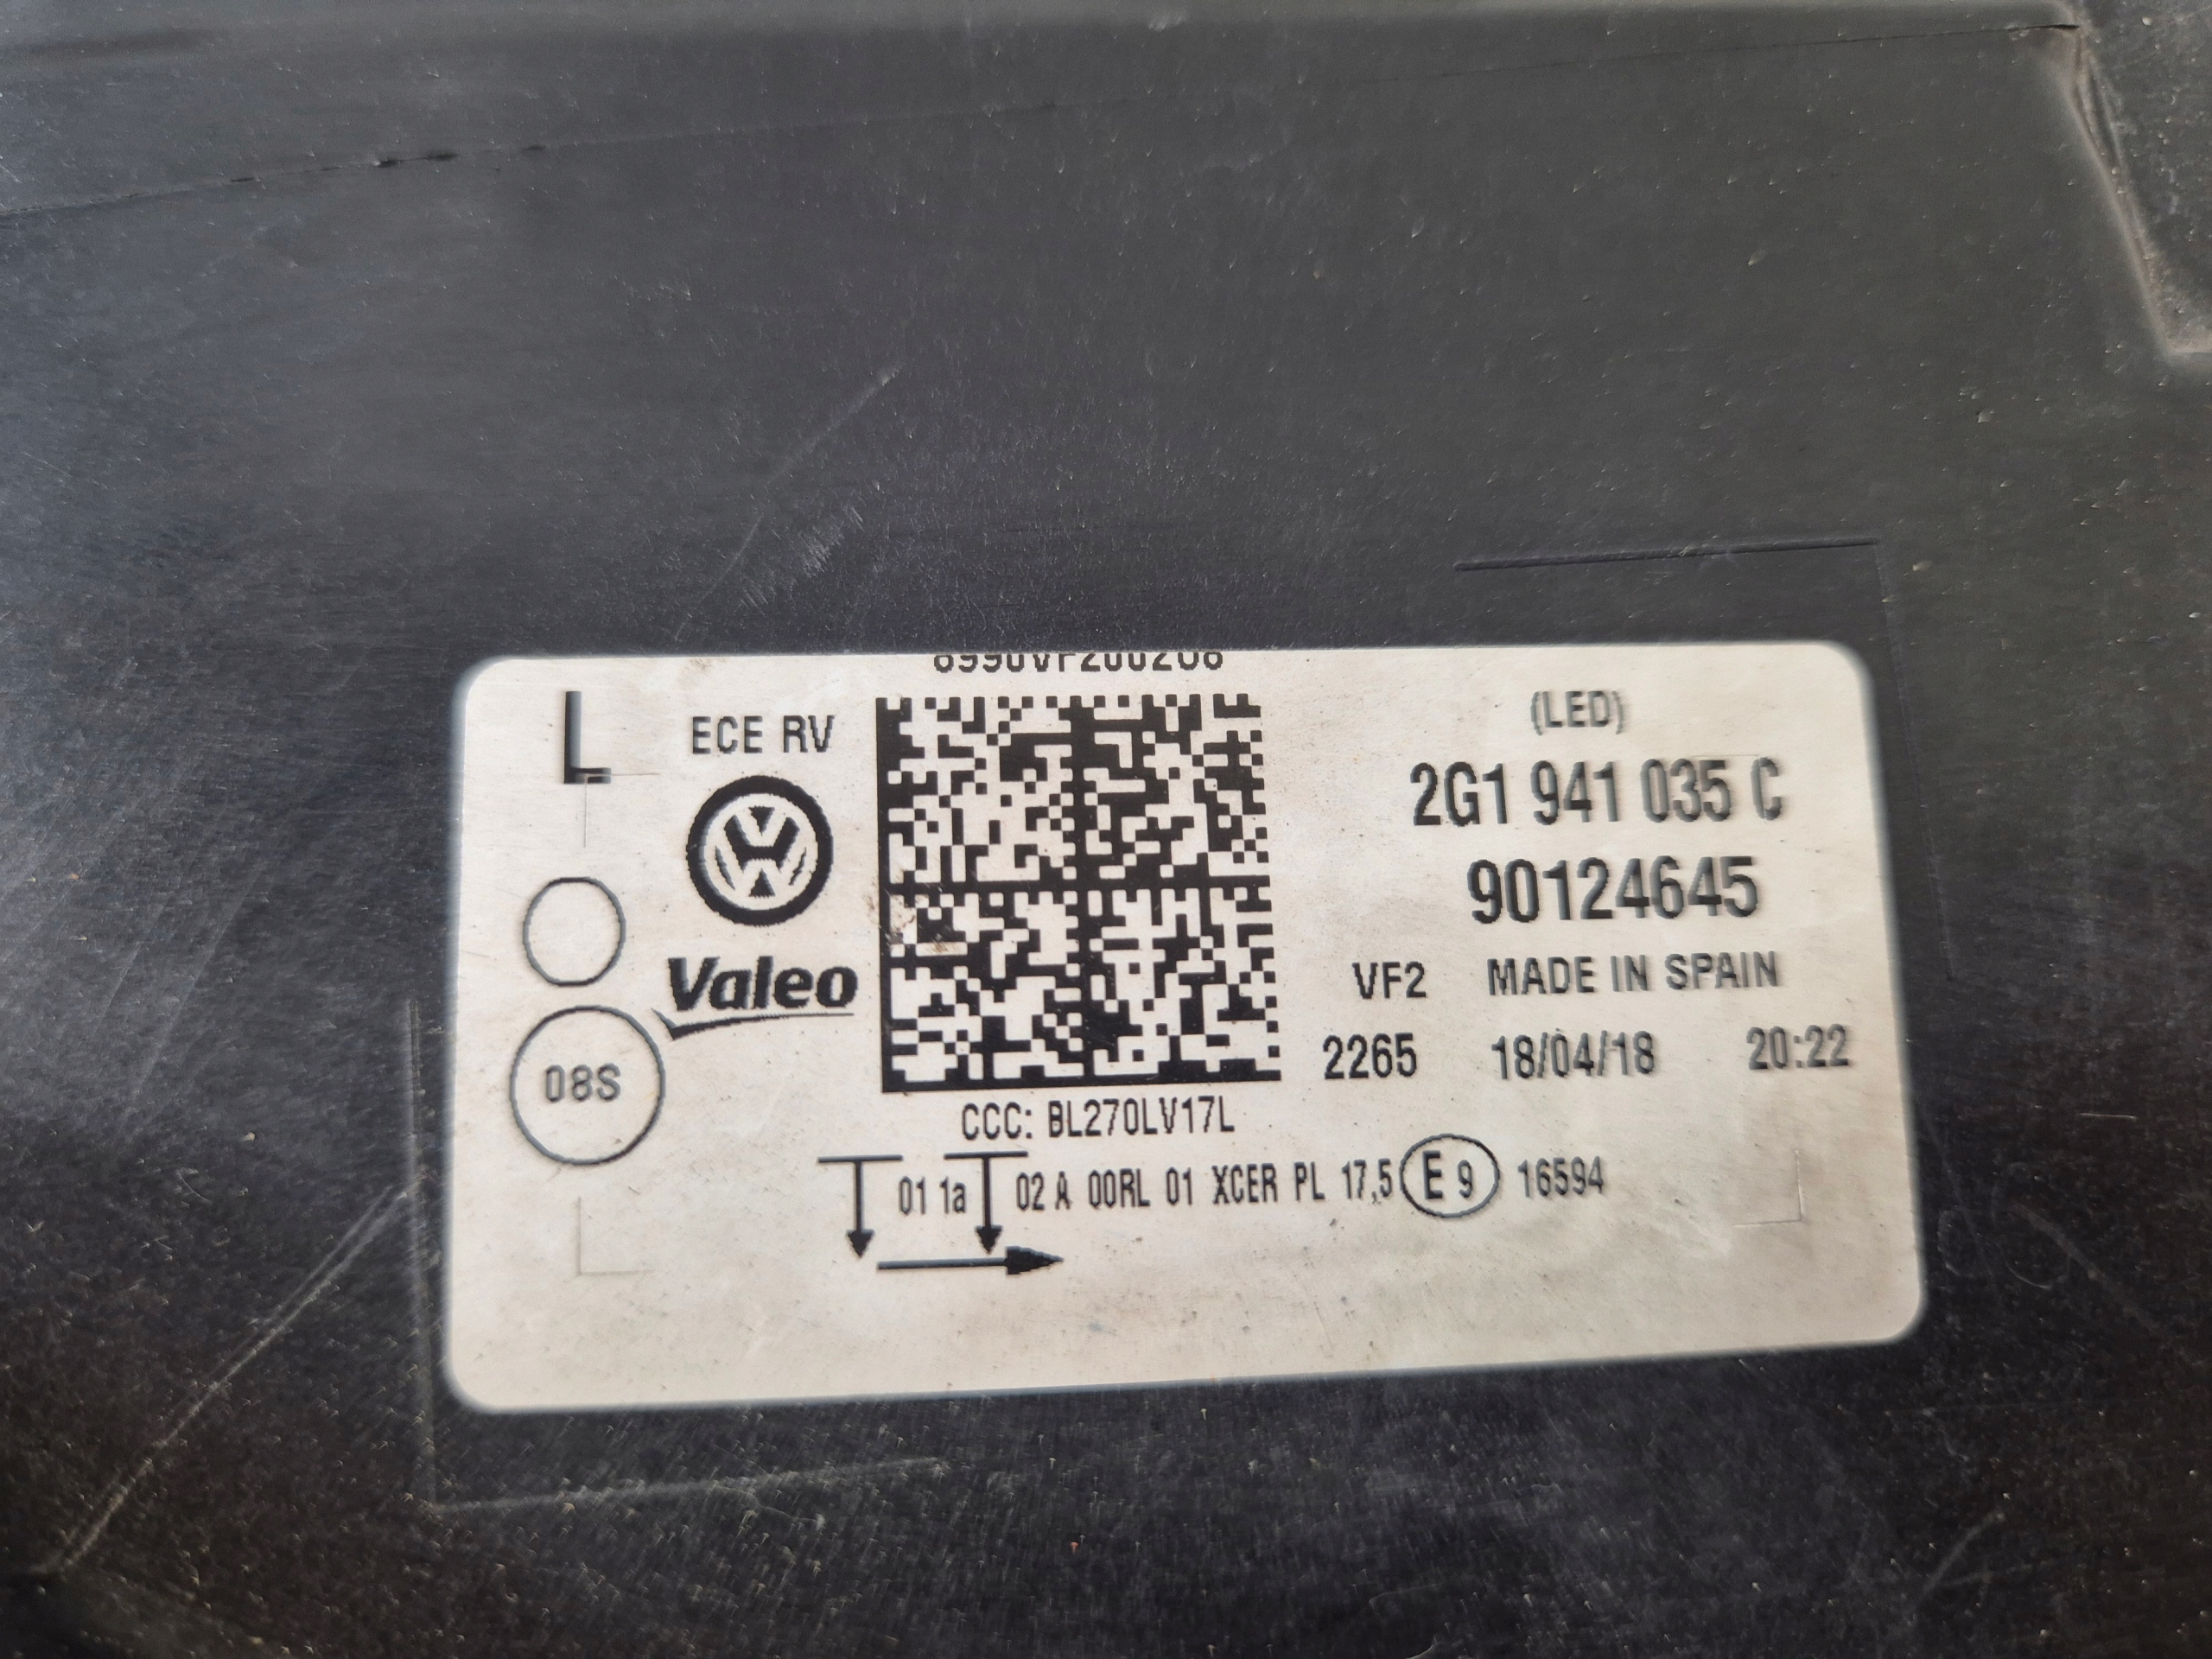 L
ECE RV
Valeo
08S
(LED)
2G1 941 035 C
90124645
VF2 MADE IN SPAIN
2265 18/04/18 20:22
CCC: BL270LV17L
01 1a 02 A 00RL 01 XCER PL 17,5 E 9 16594